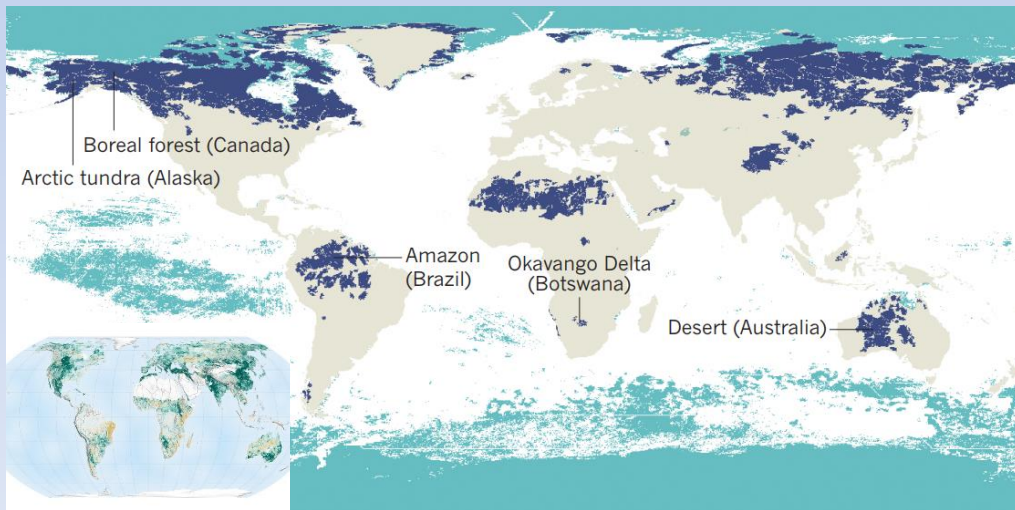 Boreal forest (Canada)
Arctic tundra (Alaska)
Amazon
(Brazil)
Okavango Delta
(Botswana)
Desert (Australia)